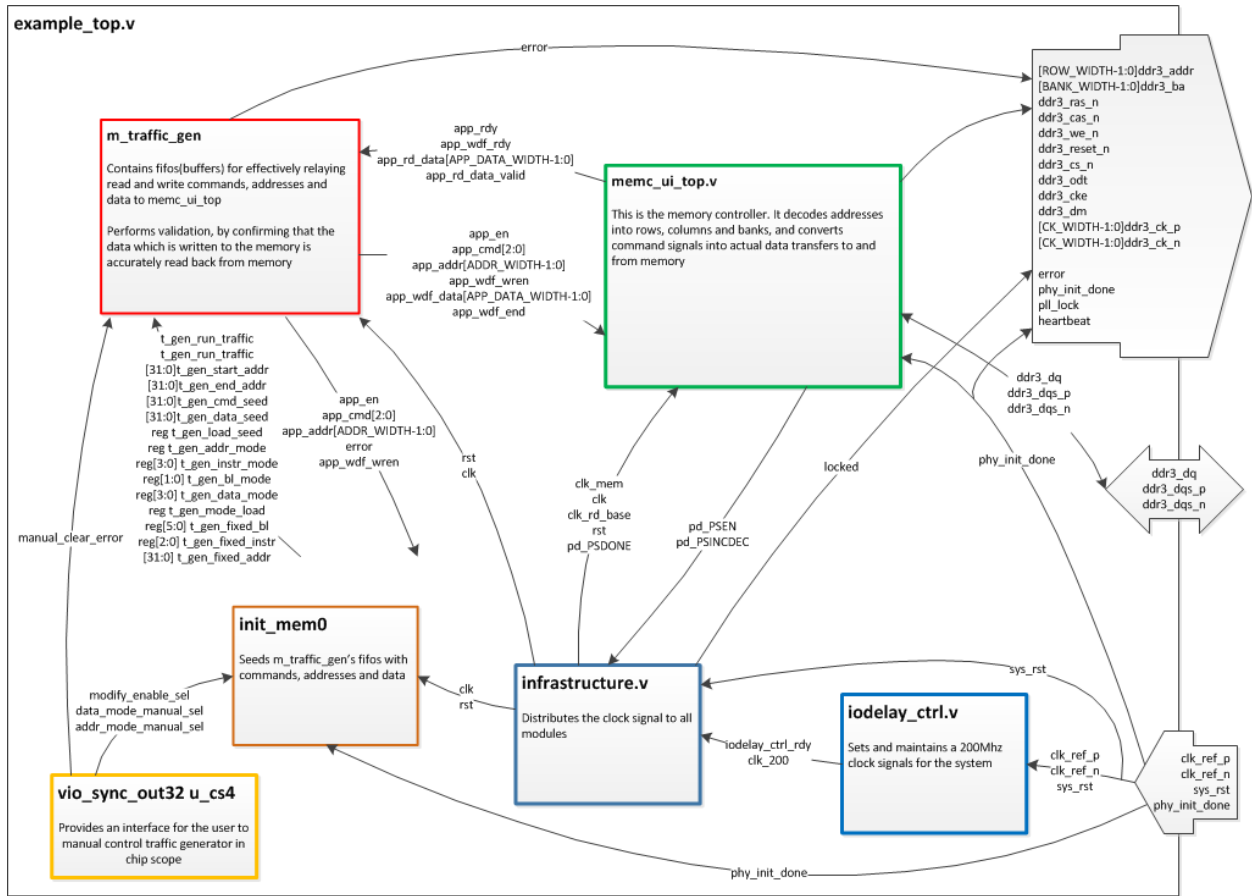 example_top.v
error
[ROW_WIDTH-1:0]ddr3_addr
[BANK_WIDTH-1:0]ddr3_ba
ddr3_ras_n
ddr3_cas_n
ddr3_we_n
ddr3_reset_n
ddr3_cs_n
ddr3_odt
ddr3_cke
ddr3_dm
[CK_WIDTH-1:0]ddr3_ck_p
[CK_WIDTH-1:0]ddr3_ck_n
error
phy_init_done
pll_lock
heartbeat
m_traffic_gen
Contains fifos(buffers) for effectively relaying
read and write commands, addresses and
data to memc_ui_top
Performs validation, by confirming that the
data which is written to the memory is
accurately read back from memory
app_rdy
app_wdf_rdy
app_rd_data[APP_DATA_WIDTH-1:0]
app_rd_data_valid
app_en
app_cmd[2:0]
app_addr[ADDR_WIDTH-1:0]
app_wdf_wren
app_wdf_data[APP_DATA_WIDTH-1:0]
app_wdf_end
memc_ui_top.v
This is the memory controller. It decodes addresses
into rows, columns and banks, and converts
command signals into actual data transfers to and
from memory
t_gen_run_traffic
t_gen_run_traffic
[31:0]t_gen_start_addr
[31:0]t_gen_end_addr
[31:0]t_gen_cmd_seed
[31:0]t_gen_data_seed
reg t_gen_load_seed
reg t_gen_addr_mode
reg[3:0] t_gen_instr_mode
reg[1:0] t_gen_bl_mode
reg[3:0] t_gen_data_mode
reg t_gen_mode_load
reg[5:0] t_gen_fixed_bl
reg[2:0] t_gen_fixed_instr
[31:0] t_gen_fixed_addr
manual_clear_error
app_en
app_cmd[2:0]
app_addr[ADDR_WIDTH-1:0]
error
app_wdf_wren
rst
clk
clk_mem
clk
clk_rd_base
rst
pd_PSDONE
pd_PSEN
pd_PSINCDEC
locked
phy_init_done
ddr3_dq
ddr3_dqs_p
ddr3_dqs_n
ddr3_dq
ddr3_dqs_p
ddr3_dqs_n
init_mem0
Seeds m_traffic_gen's fifos with
commands, addresses and data
modify_enable_sel
data_mode_manual_sel
addr_mode_manual_sel
clk
rst
infrastructure.v
Distributes the clock signal to all
modules
sys_rst
iodelay_ctrl_rdy
clk_200
iodelay_ctrl.v
Sets and maintains a 200Mhz
clock signals for the system
clk_ref_p
clk_ref_n
sys_rst
clk_ref_p
clk_ref_n
sys_rst
phy_init_done
vio_sync_out32 u_cs4
Provides an interface for the user to
manual control traffic generator in
chip scope
phy_init_done